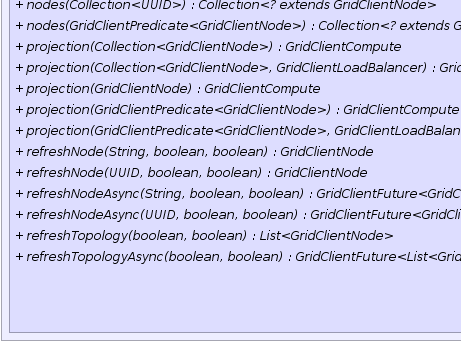 + nodes(Collection<UUID>) : Collection<? extends GridClientNode>
+ nodes(GridClientPredicate<GridClientNode>) : Collection<? extends G
+ projection(Collection<GridClientNode>) : GridClientCompute
+ projection(Collection<GridClientNode>, GridClientLoadBalancer) : Grid
+ projection(GridClientNode) : GridClientCompute
+ projection(GridClientPredicate<GridClientNode>) : GridClientCompute
+ projection(GridClientPredicate<GridClientNode>, GridClientLoadBalan
+ refreshNode(String, boolean, boolean) : GridClientNode
+ refreshNode(UUID, boolean, boolean) : GridClientNode
+ refreshNodeAsync(String, boolean, boolean) : GridClientFuture<GridC
+ refreshNodeAsync(UUID, boolean, boolean) : GridClientFuture<GridCli
+ refreshTopology(boolean, boolean) : List<GridClientNode>
+ refreshTopologyAsync(boolean, boolean) : GridClientFuture<List<Grid